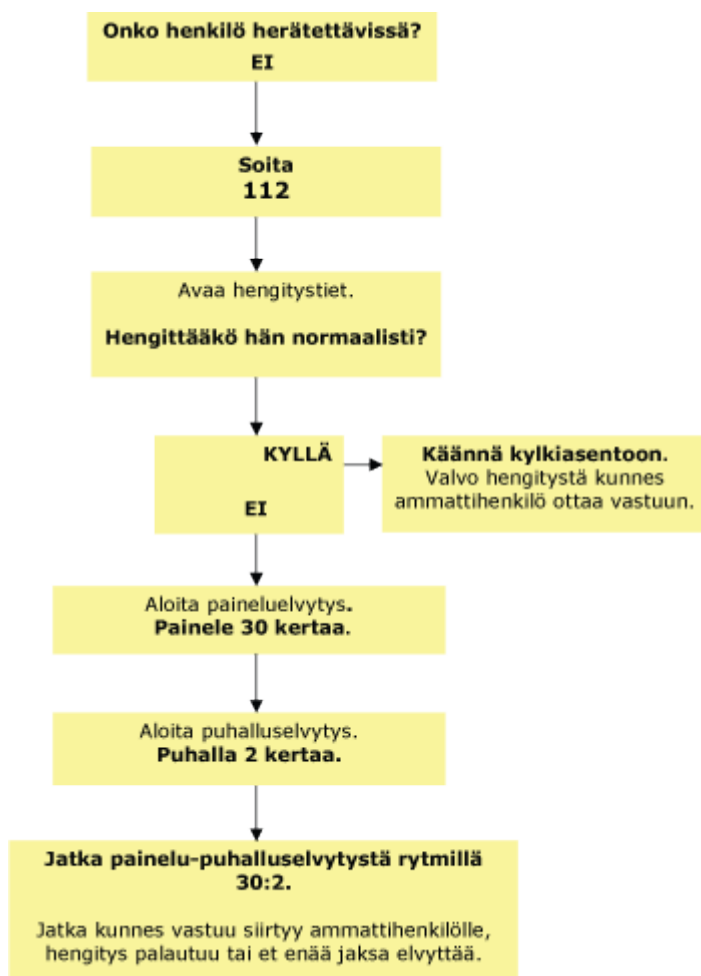 Onko henkilö herätettävissä?
EI
Soita
112
Avaa hengitystiet.
Hengittääkö hän normaalisti?
KYLLÄ
EI
Käännä kylkiasentoon.
Valvo hengitystä kunnes
ammattihenkilö ottaa vastuun.
Aloita paineluelvytys.
Painele 30 kertaa.
Aloita puhalluselvytys.
Puhalla 2 kertaa.
Jatka painelu-puhalluselvytystä rytmillä
30:2.
Jatka kunnes vastuu siirtyy ammattihenkilölle,
hengitys palautuu tai et enää jaksa elvyttää.